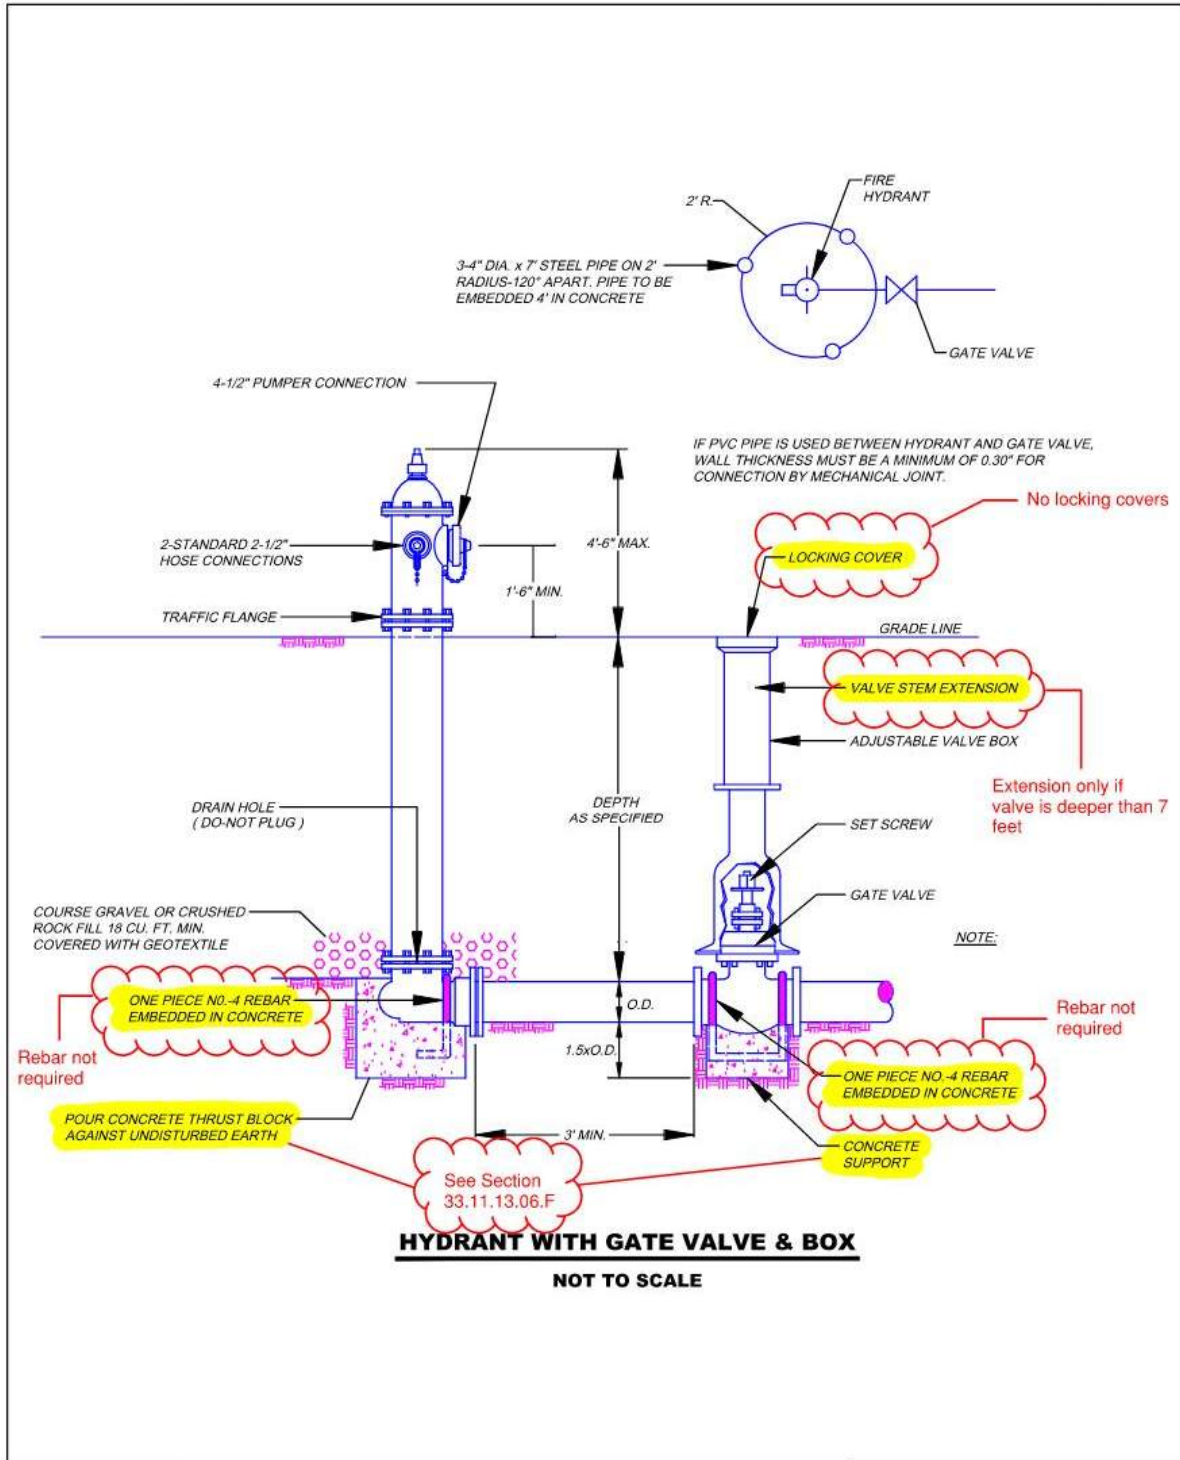 FIRE
HYDRANT
2' R.
3-4" DIA. x 7' STEEL PIPE ON 2'
RADIUS-120° APART. PIPE TO BE
EMBEDDED 4' IN CONCRETE
GATE VALVE
4-1/2" PUMPER CONNECTION
IF PVC PIPE IS USED BETWEEN HYDRANT AND GATE VALVE,
WALL THICKNESS MUST BE A MINIMUM OF 0.30" FOR
CONNECTION BY MECHANICAL JOINT.
No locking covers
2-STANDARD 2-1/2"
HOSE CONNECTIONS
4'-6" MAX.
LOCKING COVER
1'-6" MIN.
TRAFFIC FLANGE
GRADE LINE
VALVE STEM EXTENSION
ADJUSTABLE VALVE BOX
Extension only if
valve is deeper than 7
feet
DRAIN HOLE
( DO-NOT PLUG )
DEPTH
AS SPECIFIED
SET SCREW
GATE VALVE
COURSE GRAVEL OR CRUSHED
ROCK FILL 18 CU. FT. MIN.
COVERED WITH GEOTEXTILE
NOTE:
ONE PIECE N0.-4 REBAR
EMBEDDED IN CONCRETE
O.D.
Rebar not
required
Rebar not
required
1.5xO.D.
ONE PIECE NO.-4 REBAR
EMBEDDED IN CONCRETE
POUR CONCRETE THRUST BLOCK
AGAINST UNDISTURBED EARTH
3' MIN.
CONCRETE
SUPPORT
See Section
33.11.13.06.F
HYDRANT WITH GATE VALVE & BOX
NOT TO SCALE